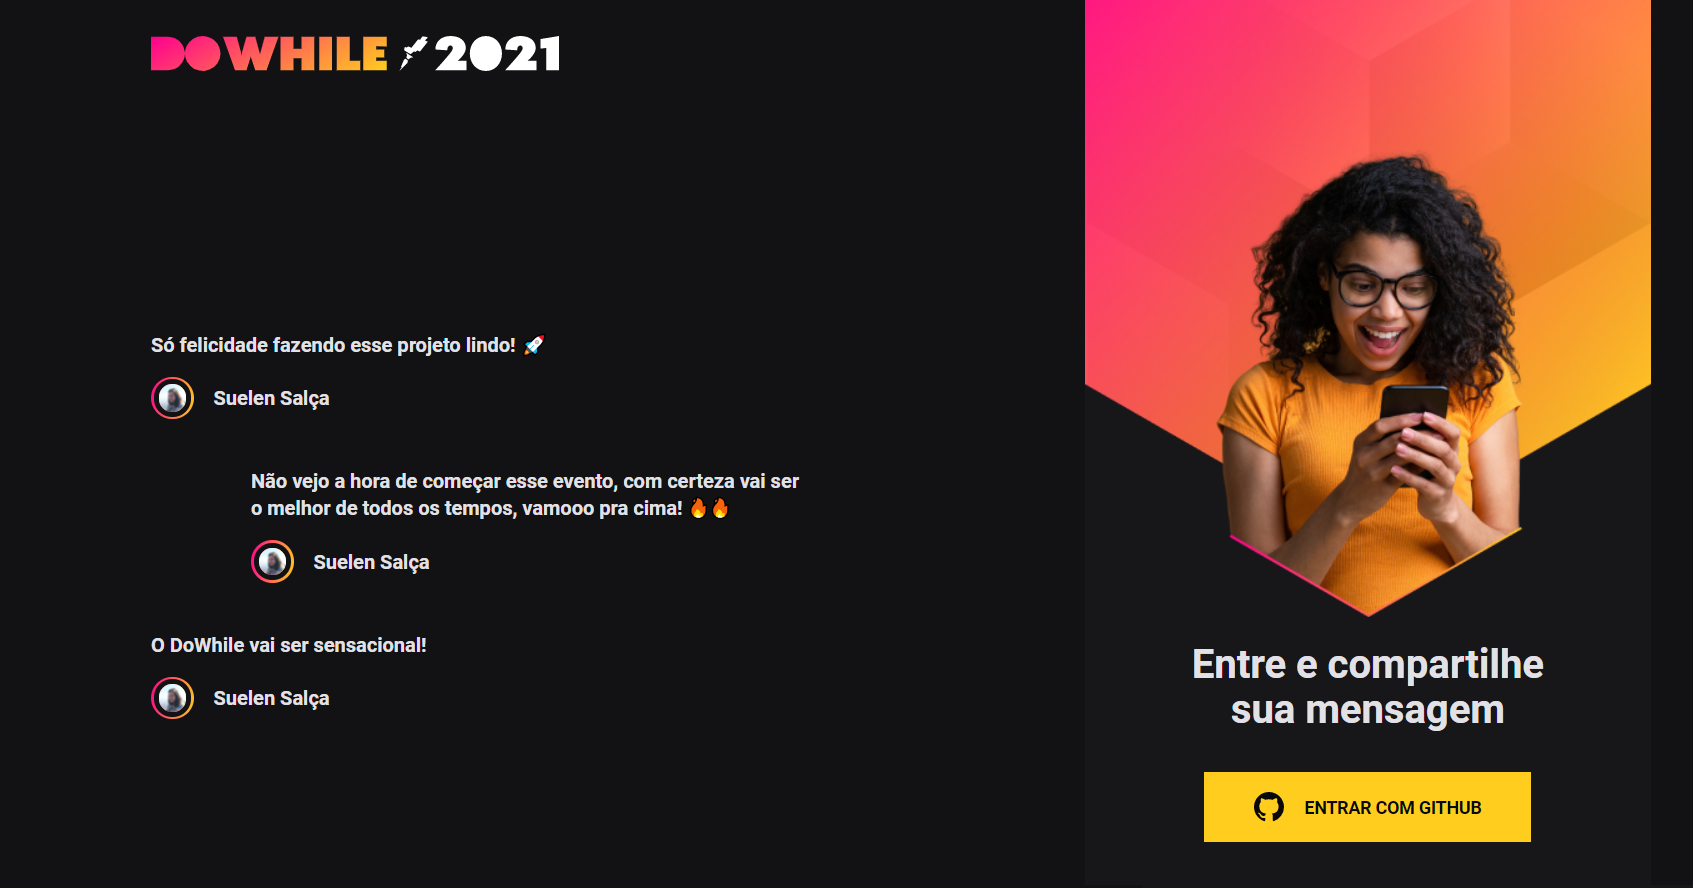 DOWHILE 2021
Só felicidade fazendo esse projeto lindo! 🚀
Suelen Salça
Não vejo a hora de começar esse evento, com certeza vai ser
o melhor de todos os tempos, vamooo pra cima! 🔥🔥
Suelen Salça
O DoWhile vai ser sensacional!
Suelen Salça
Entre e compartilhe
sua mensagem
ENTRAR COM GITHUB